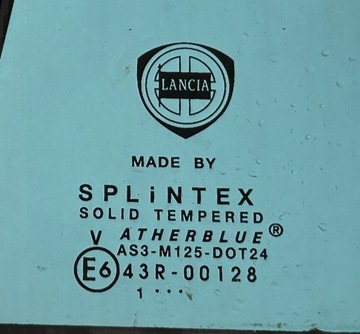 LANCIA
MADE BY
SPLiNTEX
SOLID TEMPERED
V ATHERBLUE®
AS3-M125-DOT24
E6 43R-00128
1 ...